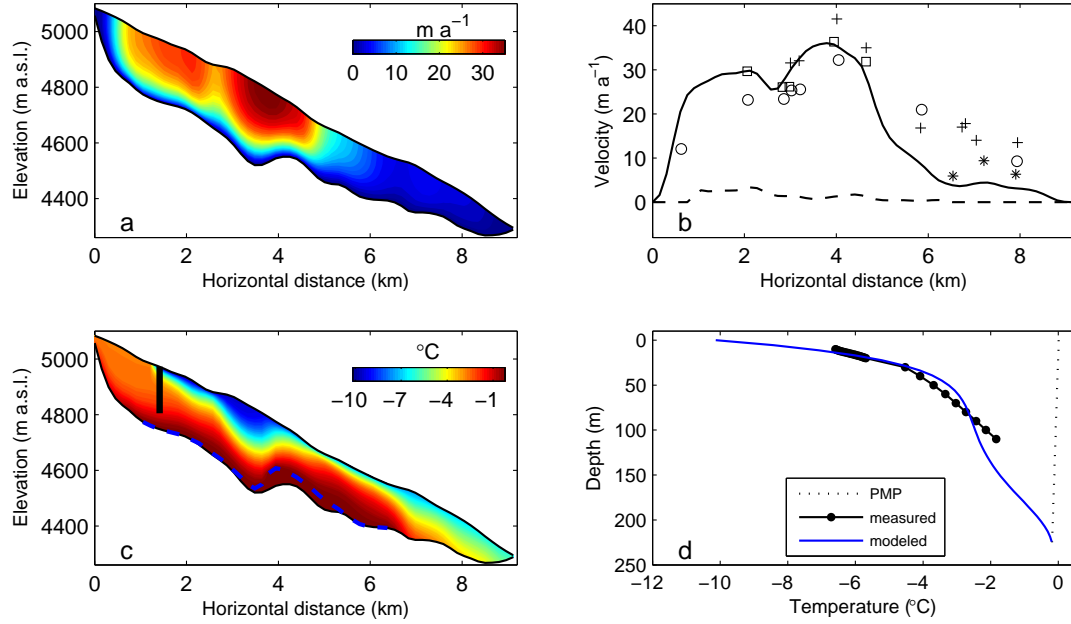 5000
4800
4600
4400
Elevation (m a.s.l.)
m a⁻¹
0 10 20 30
a
0 2 4 6 8
Horizontal distance (km)
40
30
20
10
0
Velocity (m a⁻¹)
b
0 2 4 6 8
Horizontal distance (km)
5000
4800
4600
4400
Elevation (m a.s.l.)
°C
−10 −7 −4 −1
c
0 2 4 6 8
Horizontal distance (km)
0
50
100
150
200
250
Depth (m)
PMP
measured
modeled
d
−12 −10 −8 −6 −4 −2 0
Temperature (°C)